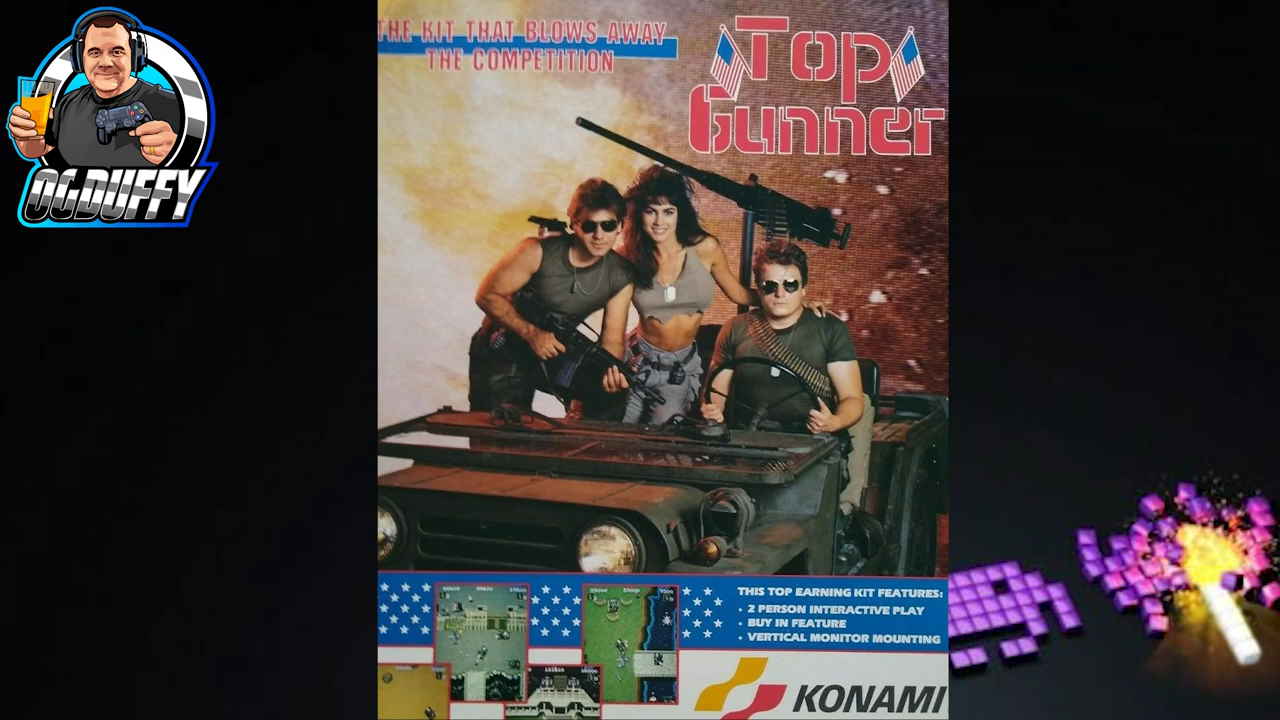 OGDUFFY
THE KIT THAT BLOWS AWAY
THE COMPETITION
Top
Gunner
THIS TOP EARNING KIT FEATURES:
• 2 PERSON INTERACTIVE PLAY
• BUY IN FEATURE
• VERTICAL MONITOR MOUNTING
KONAMI